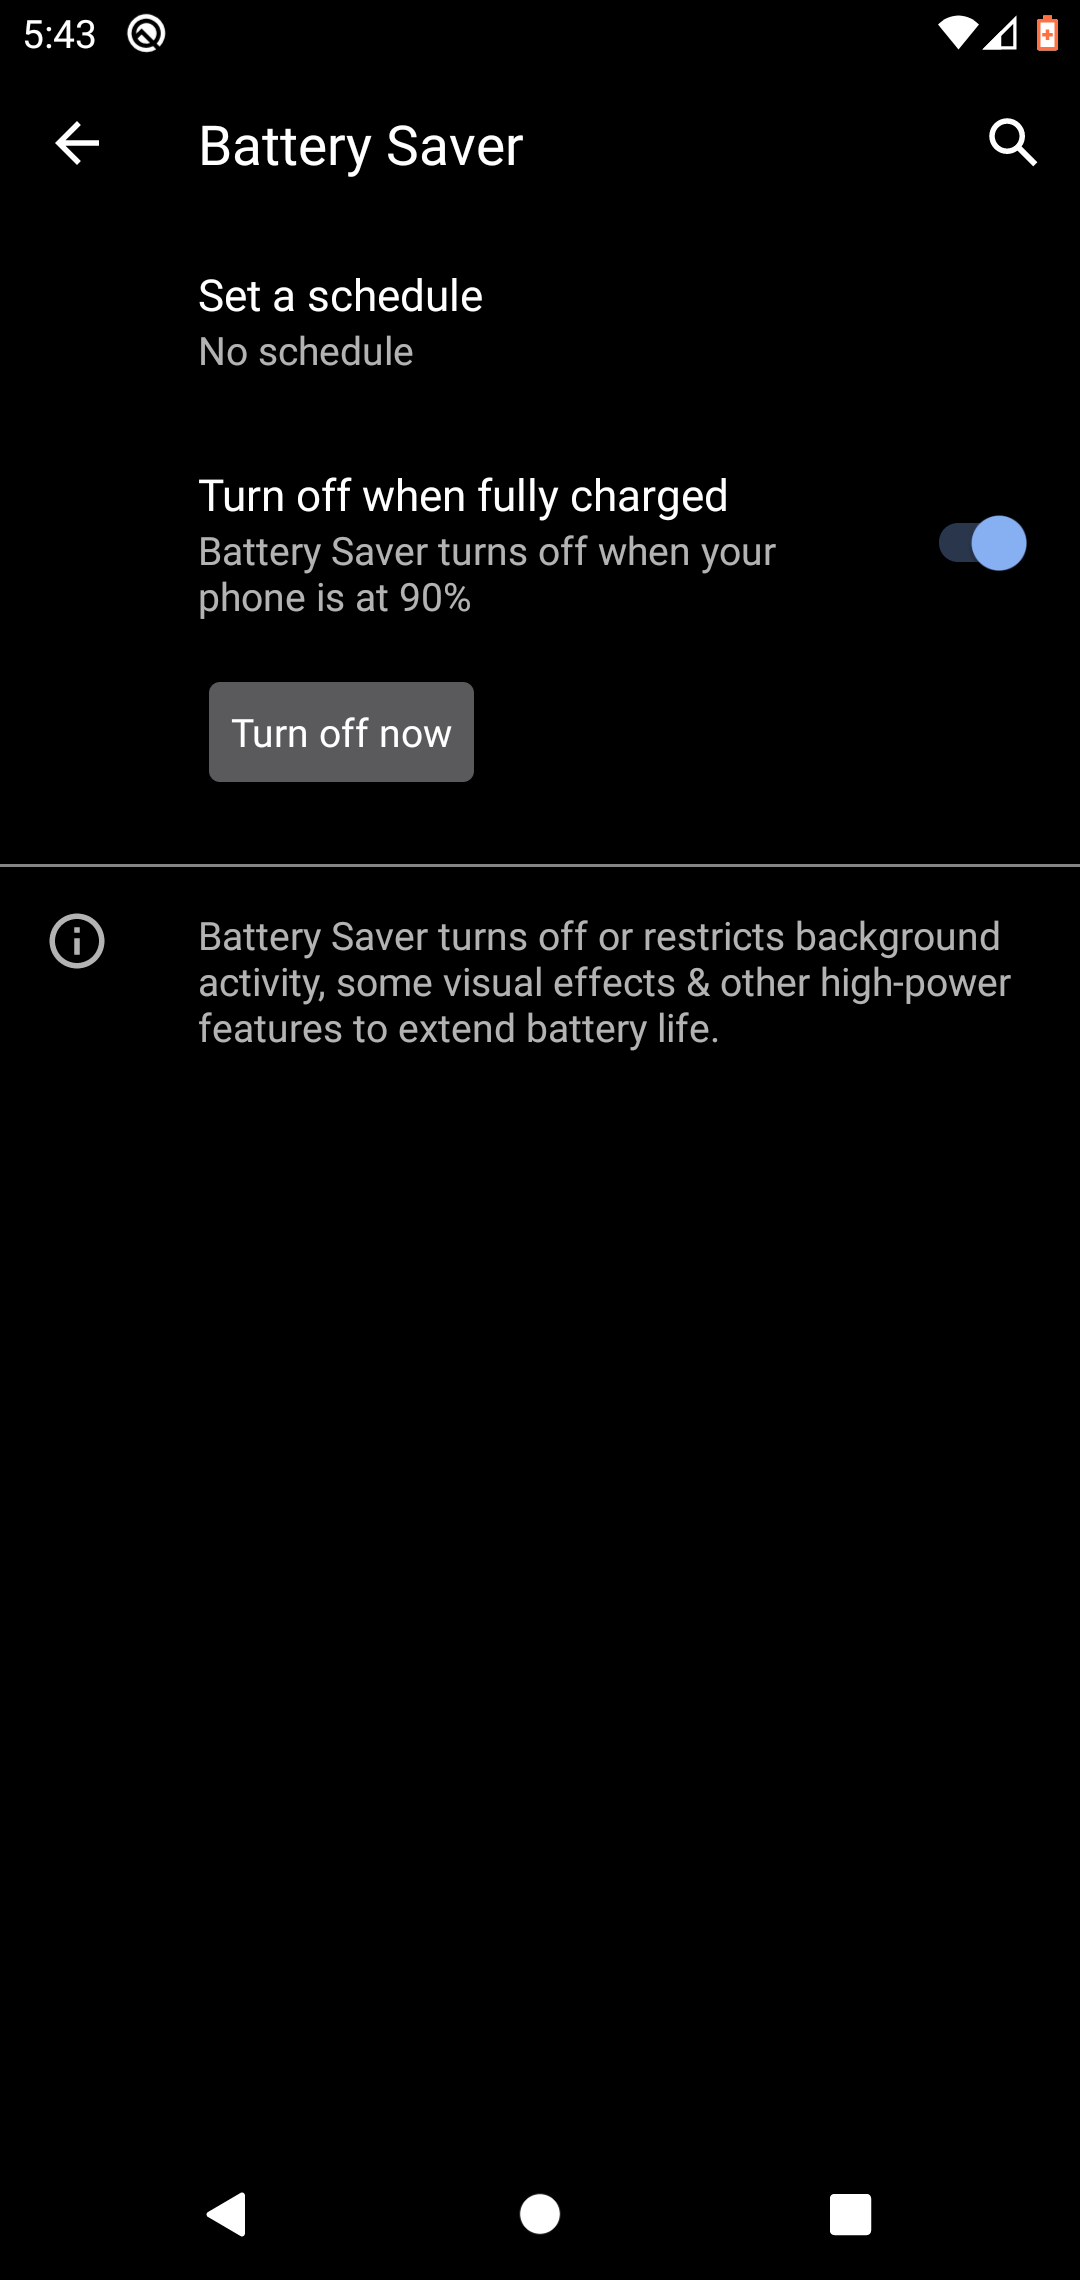 5:43
Battery Saver
Set a schedule
No schedule
Turn off when fully charged
Battery Saver turns off when your
phone is at 90%
Turn off now
Battery Saver turns off or restricts background
activity, some visual effects & other high-power
features to extend battery life.